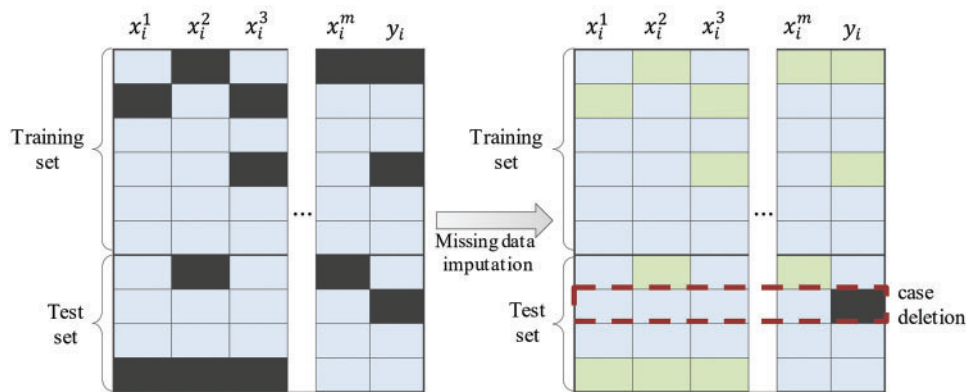 x_i^1 x_i^2 x_i^3 x_i^m y_i
x_i^1 x_i^2 x_i^3 x_i^m y_i
Training
set
...
Test
set
Missing data
imputation
Training
set
...
Test
set
case
deletion